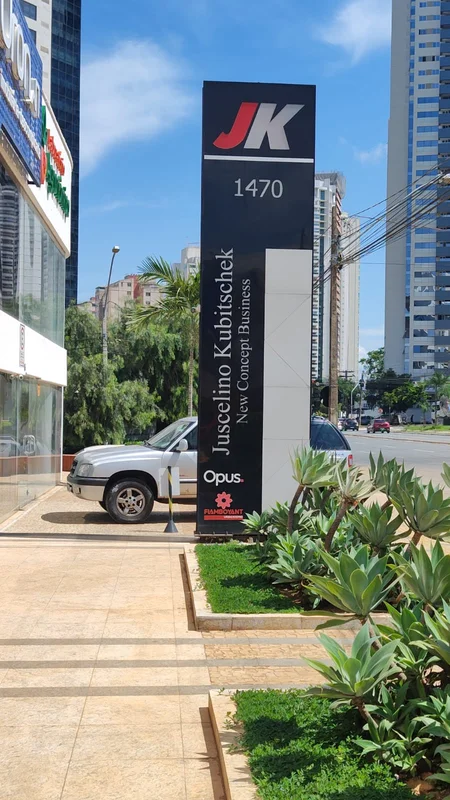 JK
1470
Juscelino Kubitschek
New Concept Business
Opus.
FLAMBOYANT